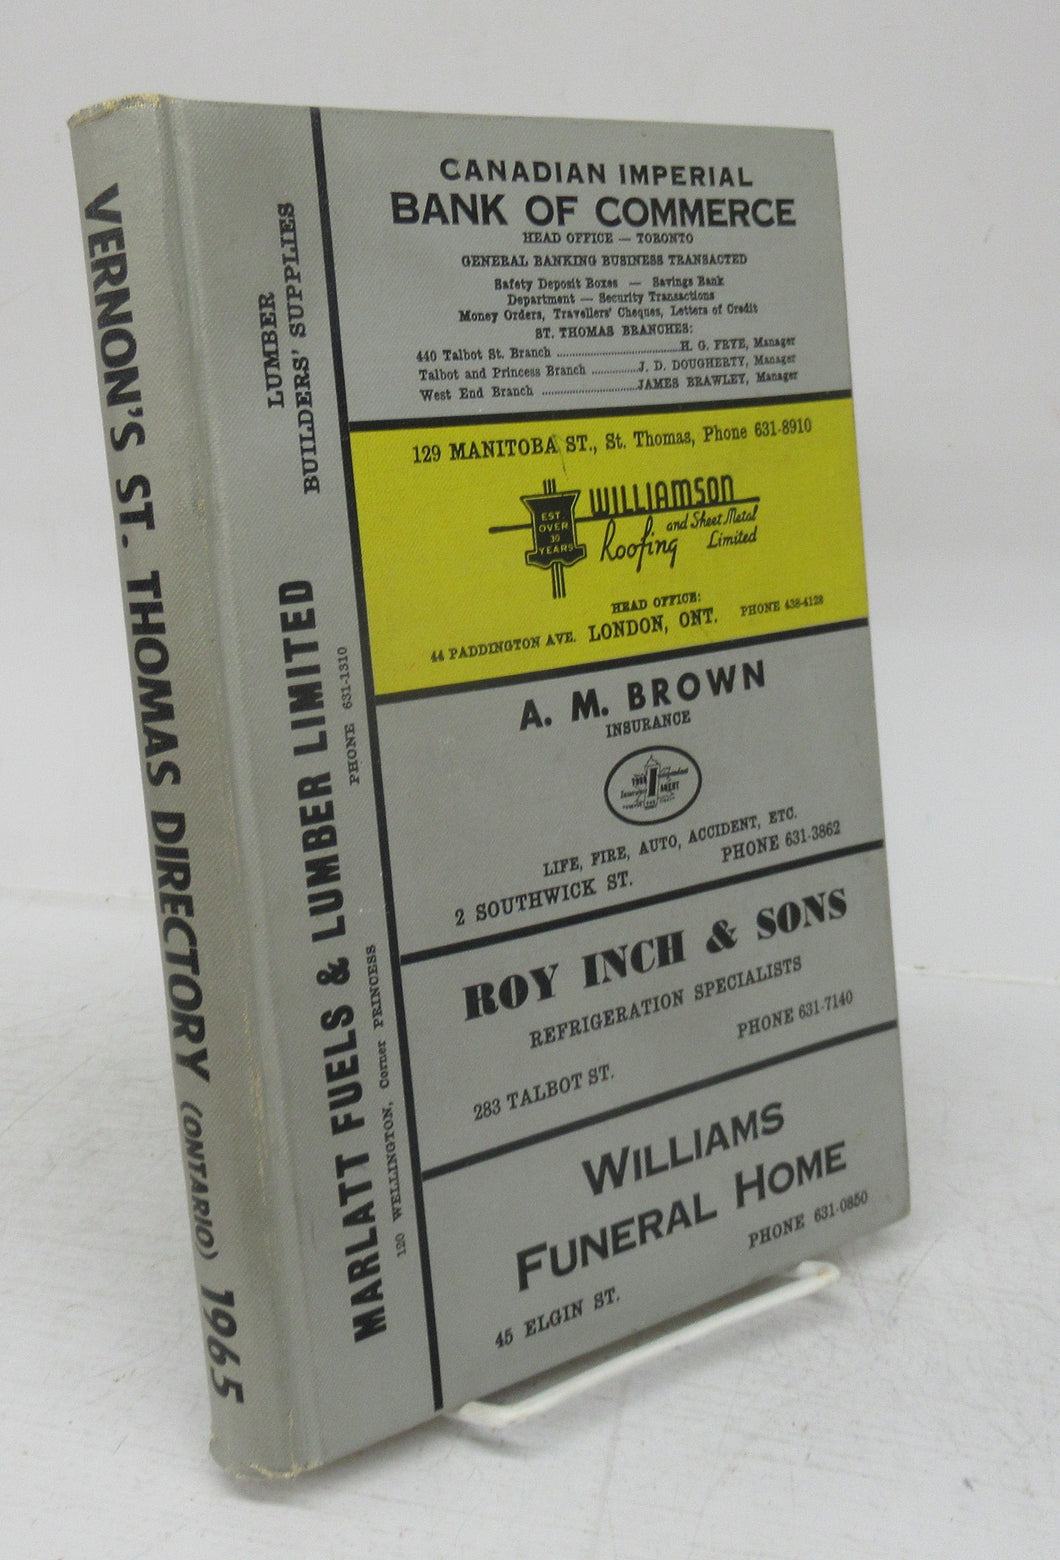 VERNON'S ST. THOMAS DIRECTORY (ONTARIO) 1965
LUMBER
BUILDERS' SUPPLIES
MARLATT FUELS & LUMBER LIMITED
PHONE 631-1310
120 WELLINGTON, Corner PRINCESS
CANADIAN IMPERIAL
BANK OF COMMERCE
HEAD OFFICE — TORONTO
GENERAL BANKING BUSINESS TRANSACTED
Safety Deposit Boxes — Savings Bank
Department — Security Transactions
Money Orders, Travellers' Cheques, Letters of Credit
ST. THOMAS BRANCHES:
440 Talbot St. Branch ........ H. G. FRYE, Manager
Talbot and Princess Branch ........ J. D. DOUGHERTY, Manager
West End Branch ........ JAMES BRAWLEY, Manager
129 MANITOBA ST., St. Thomas, Phone 631-8910
EST.
OVER
30
YEARS
WILLIAMSON
Roofing and Sheet Metal
Limited
HEAD OFFICE:
44 PADDINGTON AVE. LONDON, ONT. PHONE 438-4128
A. M. BROWN
INSURANCE
LIFE, FIRE, AUTO, ACCIDENT, ETC.
2 SOUTHWICK ST. PHONE 631-3862
ROY INCH & SONS
REFRIGERATION SPECIALISTS
283 TALBOT ST. PHONE 631-7140
WILLIAMS
FUNERAL HOME
45 ELGIN ST. PHONE 631-0850